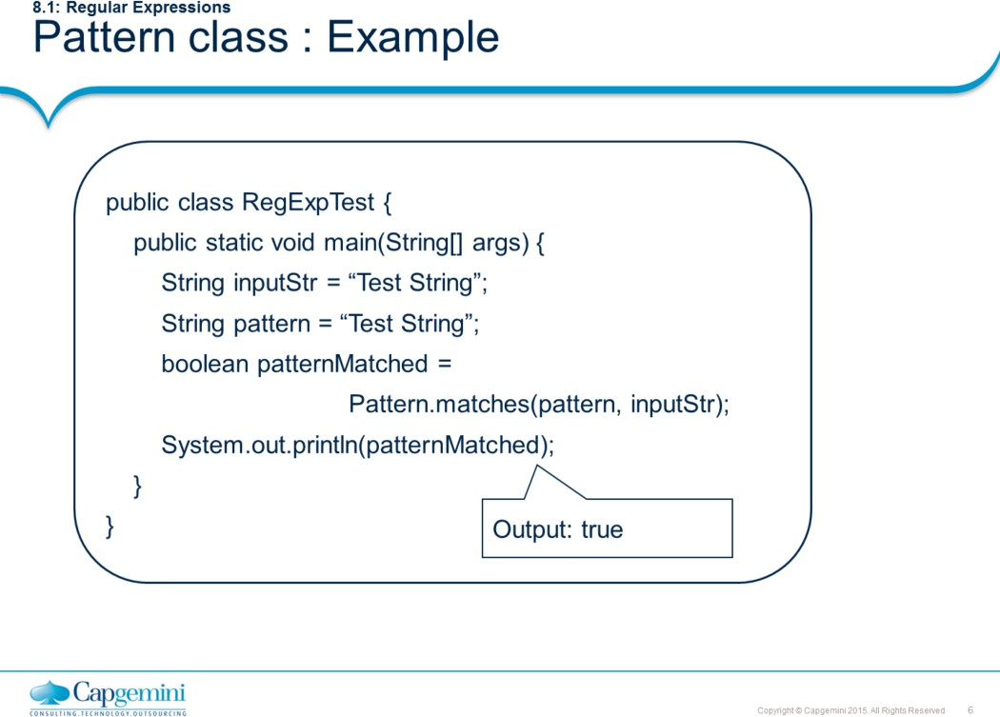 8.1: Regular Expressions
Pattern class : Example
public class RegExpTest {
public static void main(String[] args) {
String inputStr = “Test String”;
String pattern = “Test String”;
boolean patternMatched =
Pattern.matches(pattern, inputStr);
System.out.println(patternMatched);
}
}
Output: true
Capgemini
CONSULTING.TECHNOLOGY.OUTSOURCING
Copyright © Capgemini 2015. All Rights Reserved 6